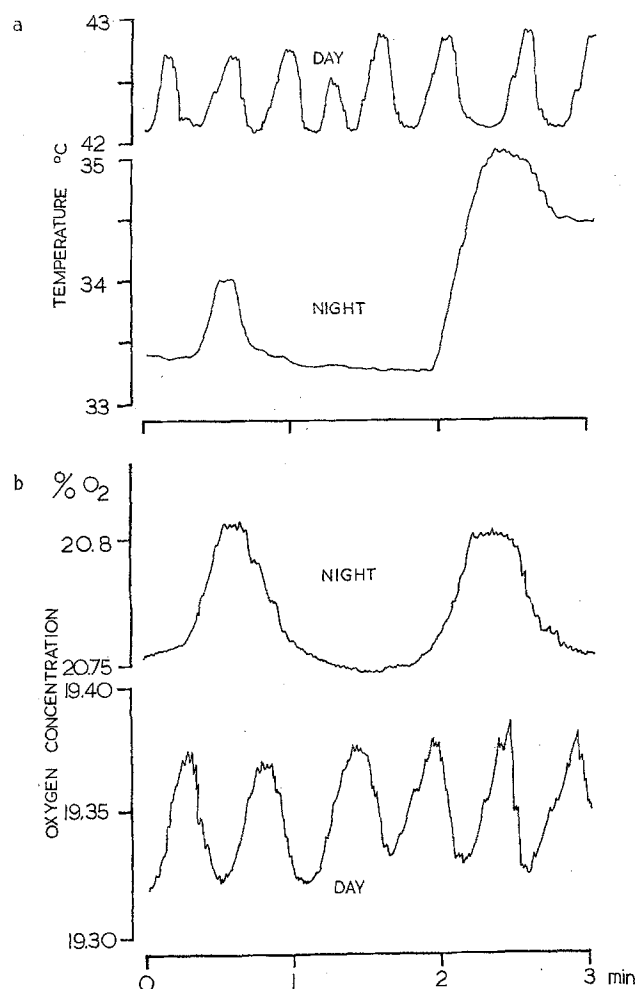 a
43
DAY
42
35
34
NIGHT
33
TEMPERATURE °C
b
% O₂
20.8
NIGHT
20.75
19.40
19.35
DAY
19.30
OXYGEN CONCENTRATION
0 1 2 3 min